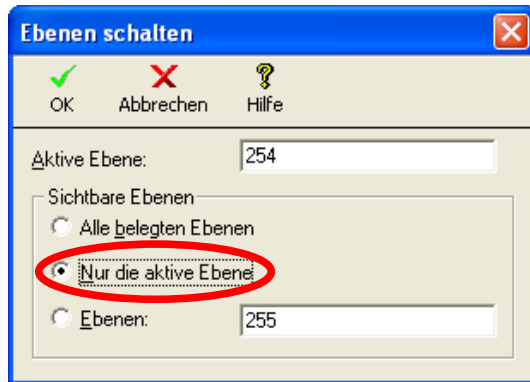 Ebenen schalten
OK Abbrechen Hilfe
Aktive Ebene: 254
Sichtbare Ebenen
Alle belegten Ebenen
Nur die aktive Ebene
Ebenen: 255